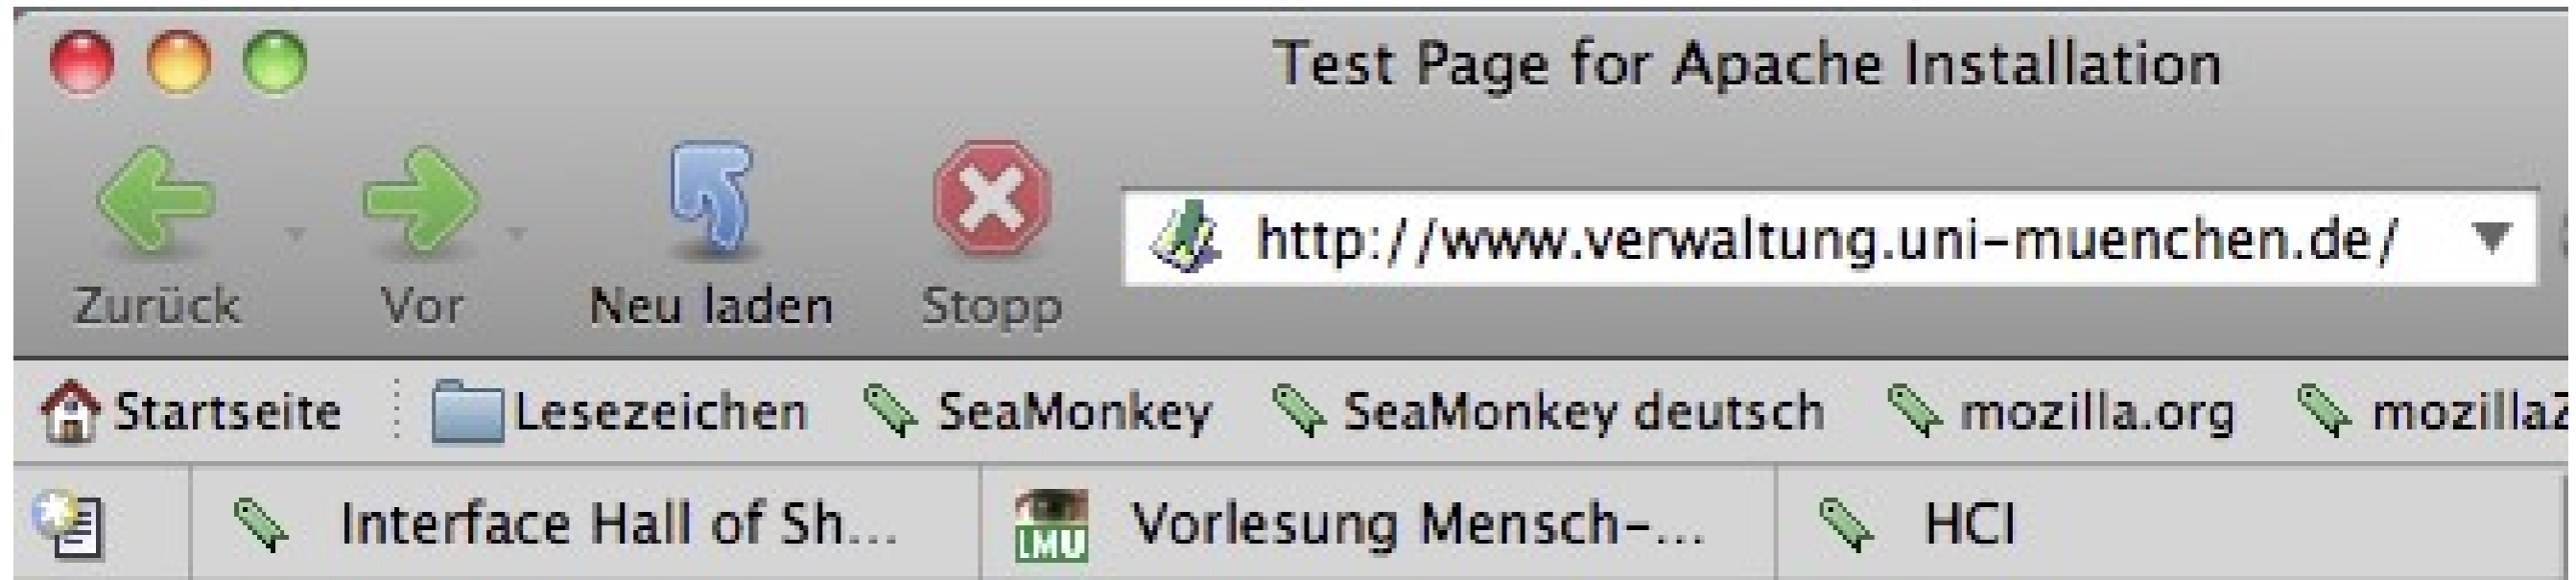 Test Page for Apache Installation
http://www.verwaltung.uni-muenchen.de/
Zurück Vor Neu laden Stopp
Startseite Lesezeichen SeaMonkey SeaMonkey deutsch mozilla.org mozillaZ
Interface Hall of Sh... LMU Vorlesung Mensch-... HCI